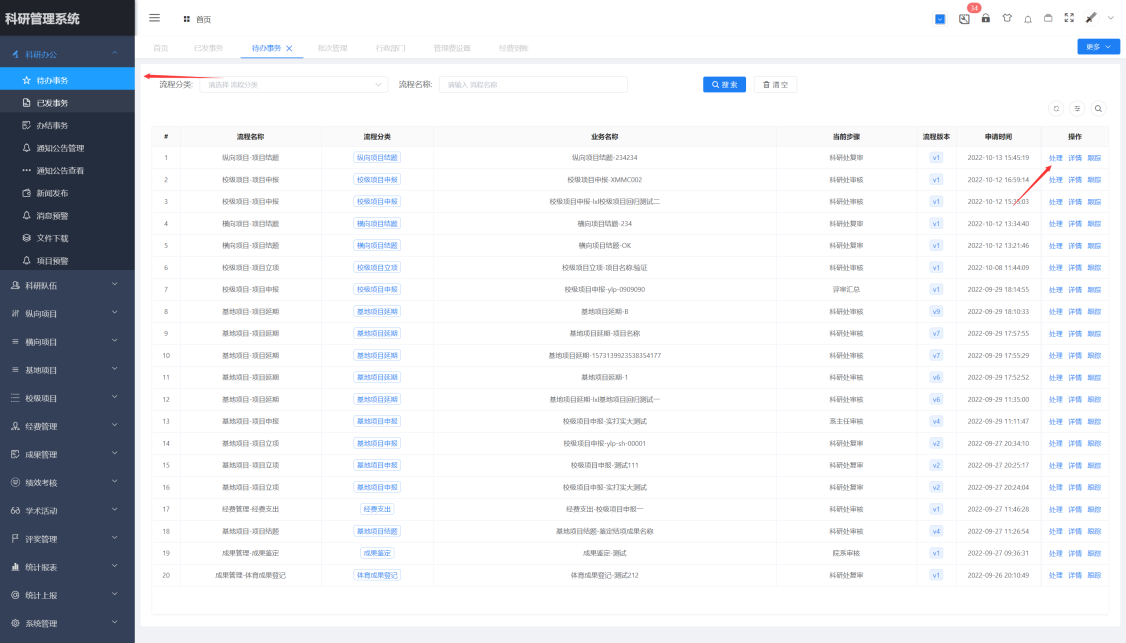 科研管理系统
首页
34
科研办公
首页 已发事务 待办事务 批次管理 行政部门 管理费设置 经费到账
更多
待办事务
流程分类: 请选择 流程分类 流程名称: 请输入 流程名称 搜索 清空
已发事务
办结事务
通知公告管理
通知公告查看
新闻发布
消息预警
文件下载
项目预警
科研队伍
纵向项目
横向项目
基地项目
校级项目
经费管理
成果管理
绩效考核
学术活动
评奖管理
统计报表
统计上报
系统管理
# 流程名称 流程分类 业务名称 当前步骤 流程版本 申请时间 操作
1 纵向项目-项目结题 纵向项目结题 纵向项目结题-234234 科研处复审 v1 2022-10-13 15:45:19 处理 详情 跟踪
2 校级项目-项目申报 校级项目申报 校级项目申报-XMMC002 科研处审核 v1 2022-10-12 16:59:14 处理 详情 跟踪
3 校级项目-项目申报 校级项目申报 校级项目申报-lxl校级项目回归测试二 科研处审核 v1 2022-10-12 15:35:03 处理 详情 跟踪
4 横向项目-项目结题 横向项目结题 横向项目结题-234 科研处复审 v1 2022-10-12 13:34:40 处理 详情 跟踪
5 横向项目-项目结题 横向项目结题 横向项目结题-OK 科研处复审 v1 2022-10-12 13:21:46 处理 详情 跟踪
6 校级项目-项目立项 校级项目立项 校级项目立项-项目名称验证 科研处审核 v1 2022-10-08 11:44:09 处理 详情 跟踪
7 校级项目-项目申报 校级项目申报 校级项目申报-ylp-0909090 评审汇总 v1 2022-09-29 18:14:55 处理 详情 跟踪
8 基地项目-项目延期 基地项目延期 基地项目延期-B 科研处审核 v9 2022-09-29 18:10:33 处理 详情 跟踪
9 基地项目-项目延期 基地项目延期 基地项目延期-项目名称 科研处审核 v7 2022-09-29 17:57:55 处理 详情 跟踪
10 基地项目-项目延期 基地项目延期 基地项目延期-1573139923538354177 科研处审核 v7 2022-09-29 17:55:29 处理 详情 跟踪
11 基地项目-项目延期 基地项目延期 基地项目延期-1 科研处审核 v6 2022-09-29 17:52:52 处理 详情 跟踪
12 基地项目-项目延期 基地项目延期 基地项目延期-lxl基地项目回归测试一 科研处审核 v6 2022-09-29 11:35:00 处理 详情 跟踪
13 基地项目-项目申报 基地项目申报 校级项目申报-实打实大测试 系主任审核 v4 2022-09-29 11:11:47 处理 详情 跟踪
14 基地项目-项目立项 基地项目申报 校级项目申报-ylp-sh-00001 科研处复审 v2 2022-09-27 20:34:10 处理 详情 跟踪
15 基地项目-项目立项 基地项目申报 校级项目申报-测试111 科研处复审 v2 2022-09-27 20:25:17 处理 详情 跟踪
16 基地项目-项目立项 基地项目申报 校级项目申报-实打实大测试 科研处复审 v2 2022-09-27 20:24:04 处理 详情 跟踪
17 经费管理-经费支出 经费支出 经费支出-校级项目申报一 科研处审核 v1 2022-09-27 11:46:28 处理 详情 跟踪
18 基地项目-项目结题 基地项目结题 基地项目结题-鉴定结项成果名称 科研处审核 v4 2022-09-27 11:26:54 处理 详情 跟踪
19 成果管理-成果鉴定 成果鉴定 成果鉴定-测试 院系审核 v1 2022-09-27 09:36:31 处理 详情 跟踪
20 成果管理-体育成果登记 体育成果登记 体育成果登记-测试212 科研处复审 v1 2022-09-26 20:10:49 处理 详情 跟踪